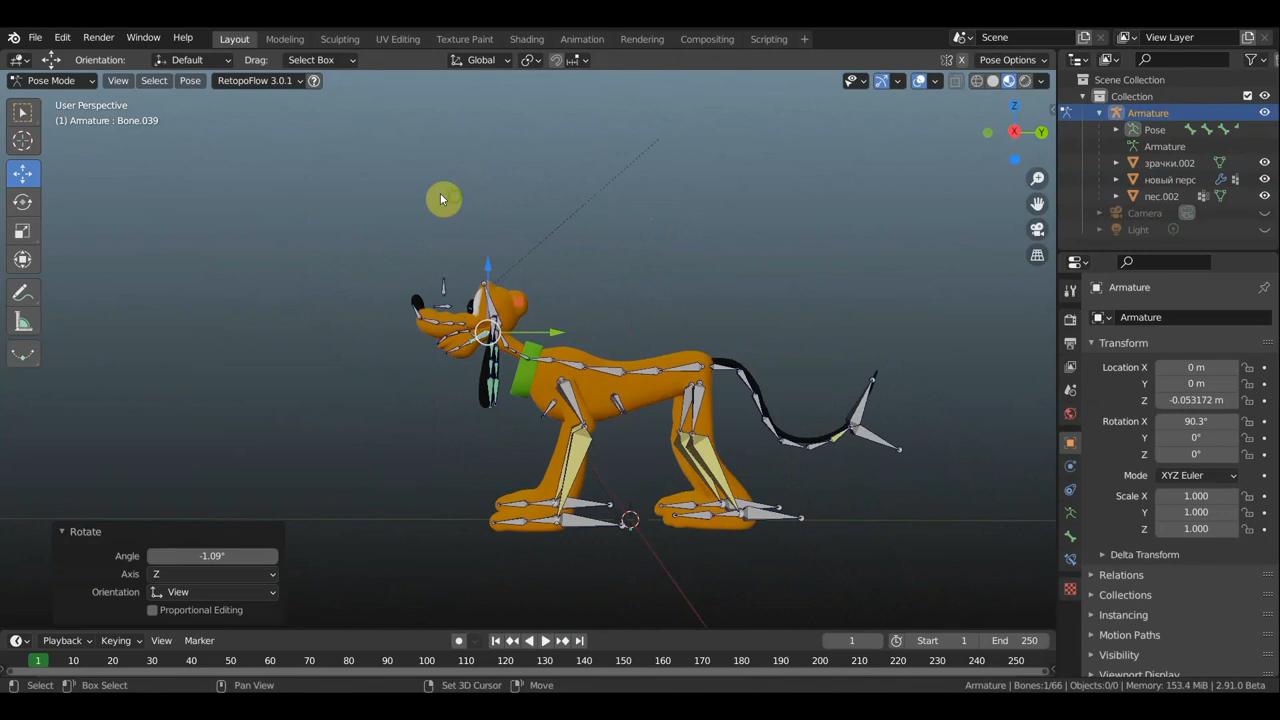 File Edit Render Window Help Layout Modeling Sculpting UV Editing Texture Paint Shading Animation Rendering Compositing Scripting + Scene View Layer
Orientation: Default Drag: Select Box Global X Pose Options
Pose Mode View Select Pose RetopoFlow 3.0.1 ?
User Perspective
(1) Armature : Bone.039
Z
X
Y
Scene Collection
Collection
Armature
Pose
Armature
зрачки.002
новый перс
пес.002
Camera
Light
Armature
Armature
Transform
Location X 0 m
Y 0 m
Z -0.053172 m
Rotation X 90.3°
Y 0°
Z 0°
Mode XYZ Euler
Scale X 1.000
Y 1.000
Z 1.000
Delta Transform
Relations
Collections
Instancing
Motion Paths
Visibility
Viewport Display
Rotate
Angle -1.09°
Axis Z
Orientation View
Proportional Editing
Playback Keying View Marker 1 Start 1 End 250
1 10 20 30 40 50 60 70 80 90 100 110 120 130 140 150 160 170 180 190 200 210 220 230 240 250
Select Box Select Pan View Set 3D Cursor Move Armature | Bones:1/66 | Objects:0/0 | Memory: 153.4 MiB | 2.91.0 Beta